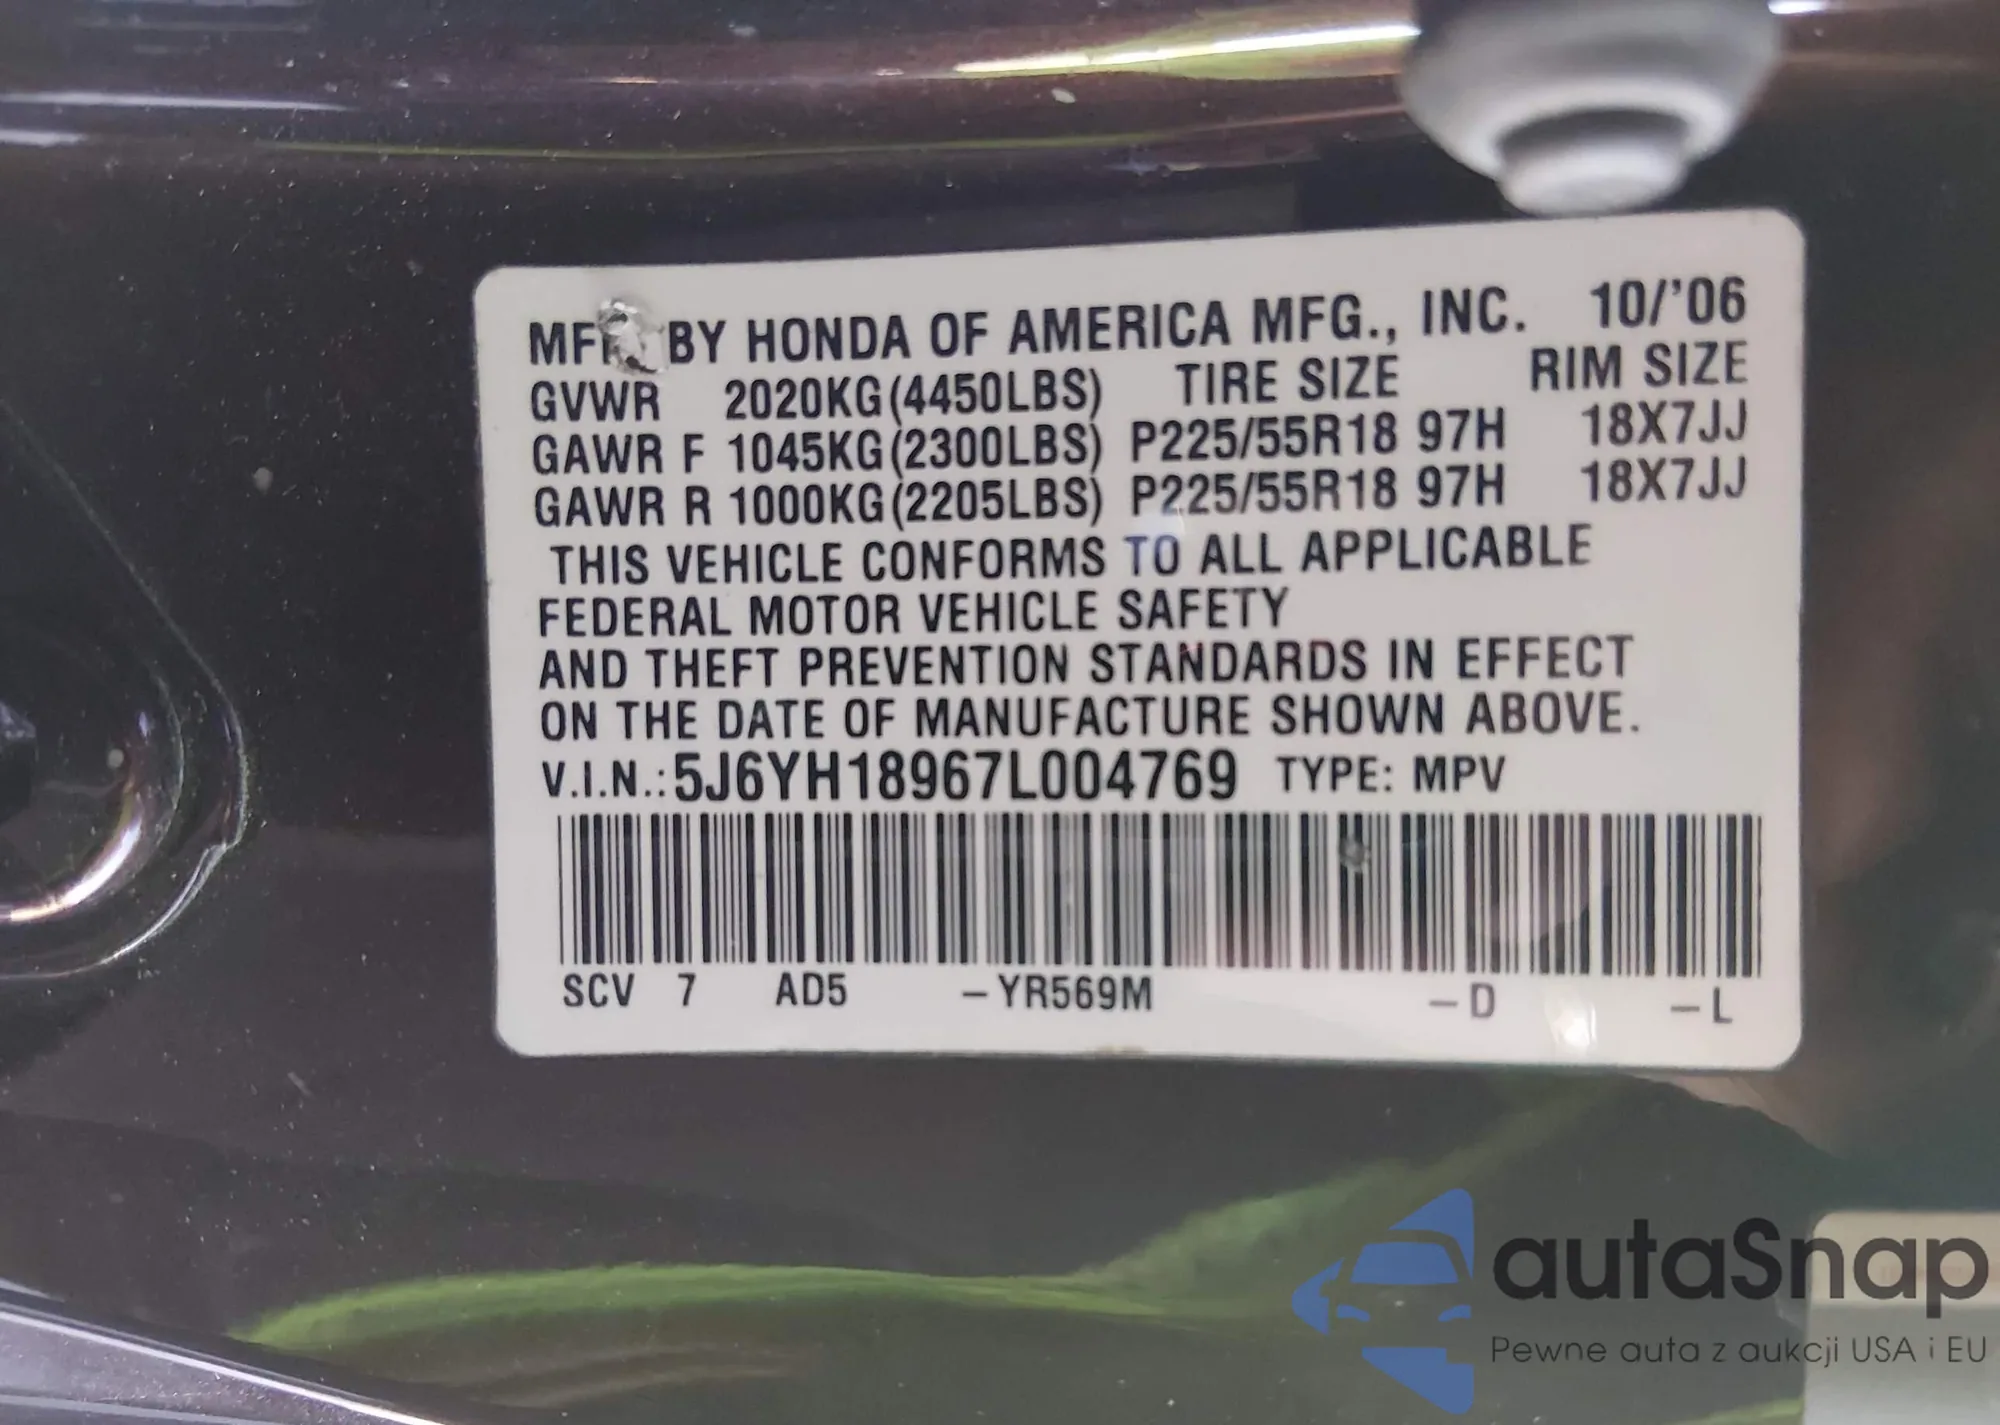 MFD BY HONDA OF AMERICA MFG., INC. 10/'06
GVWR 2020KG(4450LBS) TIRE SIZE RIM SIZE
GAWR F 1045KG(2300LBS) P225/55R18 97H 18X7JJ
GAWR R 1000KG(2205LBS) P225/55R18 97H 18X7JJ
THIS VEHICLE CONFORMS TO ALL APPLICABLE
FEDERAL MOTOR VEHICLE SAFETY
AND THEFT PREVENTION STANDARDS IN EFFECT
ON THE DATE OF MANUFACTURE SHOWN ABOVE.
V.I.N.:5J6YH18967L004769 TYPE: MPV
SCV 7 AD5 -YR569M -D -L
autaSnap
Pewne auta z aukcji USA i EU